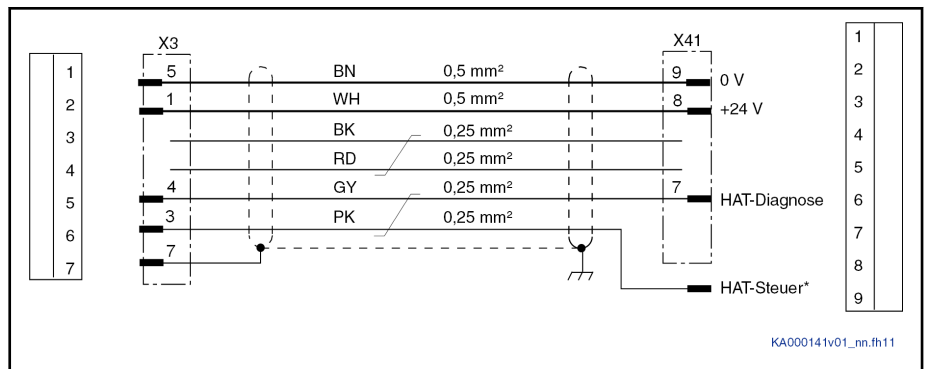 X3
X41
1
2
3
4
5
6
7
5 BN 0,5 mm² 9 0 V
1 WH 0,5 mm² 8 +24 V
BK 0,25 mm²
RD 0,25 mm²
4 GY 0,25 mm² 7 HAT-Diagnose
3 PK 0,25 mm²
7
HAT-Steuer*
1
2
3
4
5
6
7
8
9
KA000141v01_nn.fh11